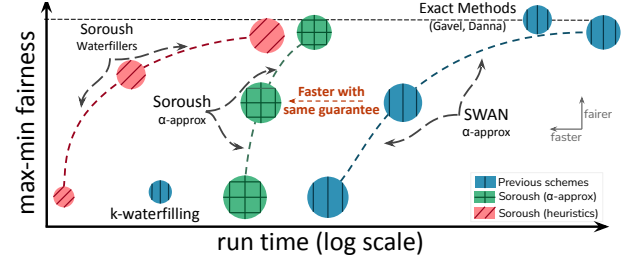 Soroush
Waterfillers
Exact Methods
(Gavel, Danna)
Soroush
α-approx
Faster with
same guarantee
SWAN
α-approx
fairer
faster
k-waterfilling
Previous schemes
Soroush (α-approx)
Soroush (heuristics)
max-min fairness
run time (log scale)